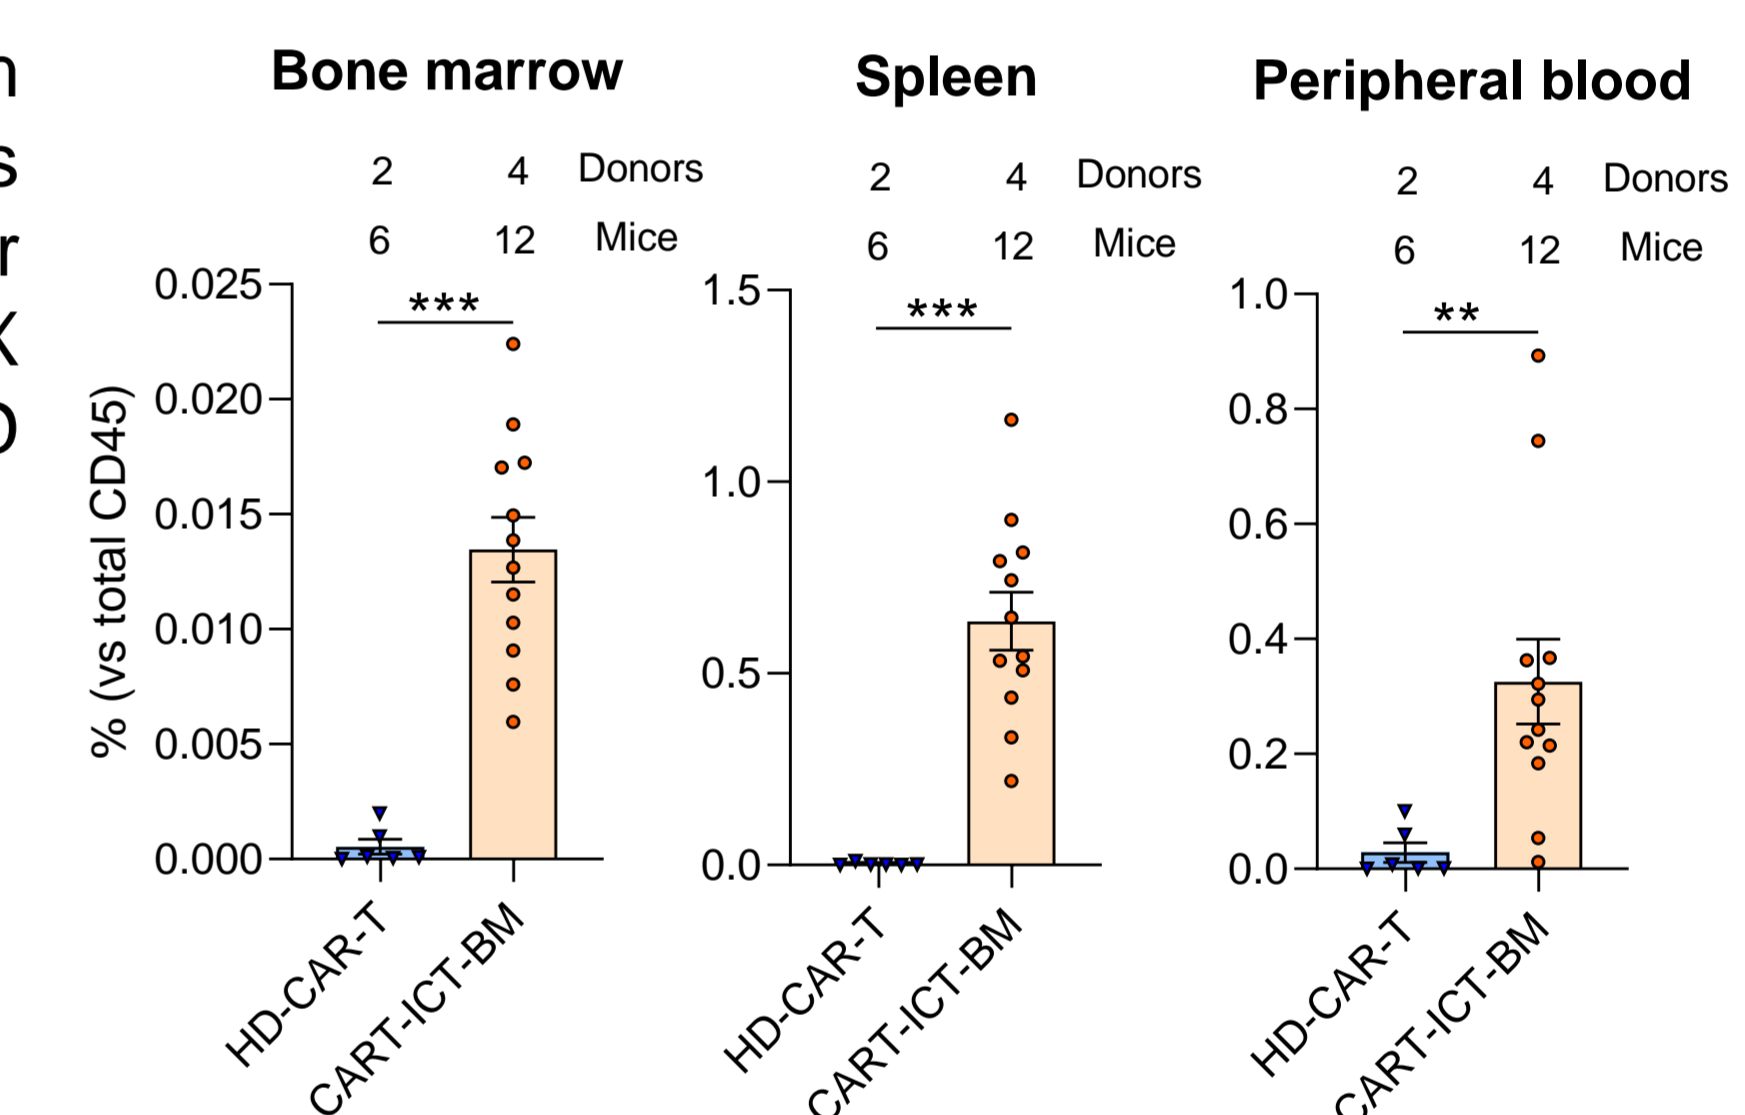 n
s
r
X
Bone marrow
2 4 Donors
6 12 Mice
% (vs total CD45)
0.025
0.020
0.015
0.010
0.005
0.000
***
HD-CAR-T
CART-ICT-BM
Spleen
2 4 Donors
6 12 Mice
1.5
1.0
0.5
0.0
***
HD-CAR-T
CART-ICT-BM
Peripheral blood
2 4 Donors
6 12 Mice
1.0
0.8
0.6
0.4
0.2
0.0
**
HD-CAR-T
CART-ICT-BM